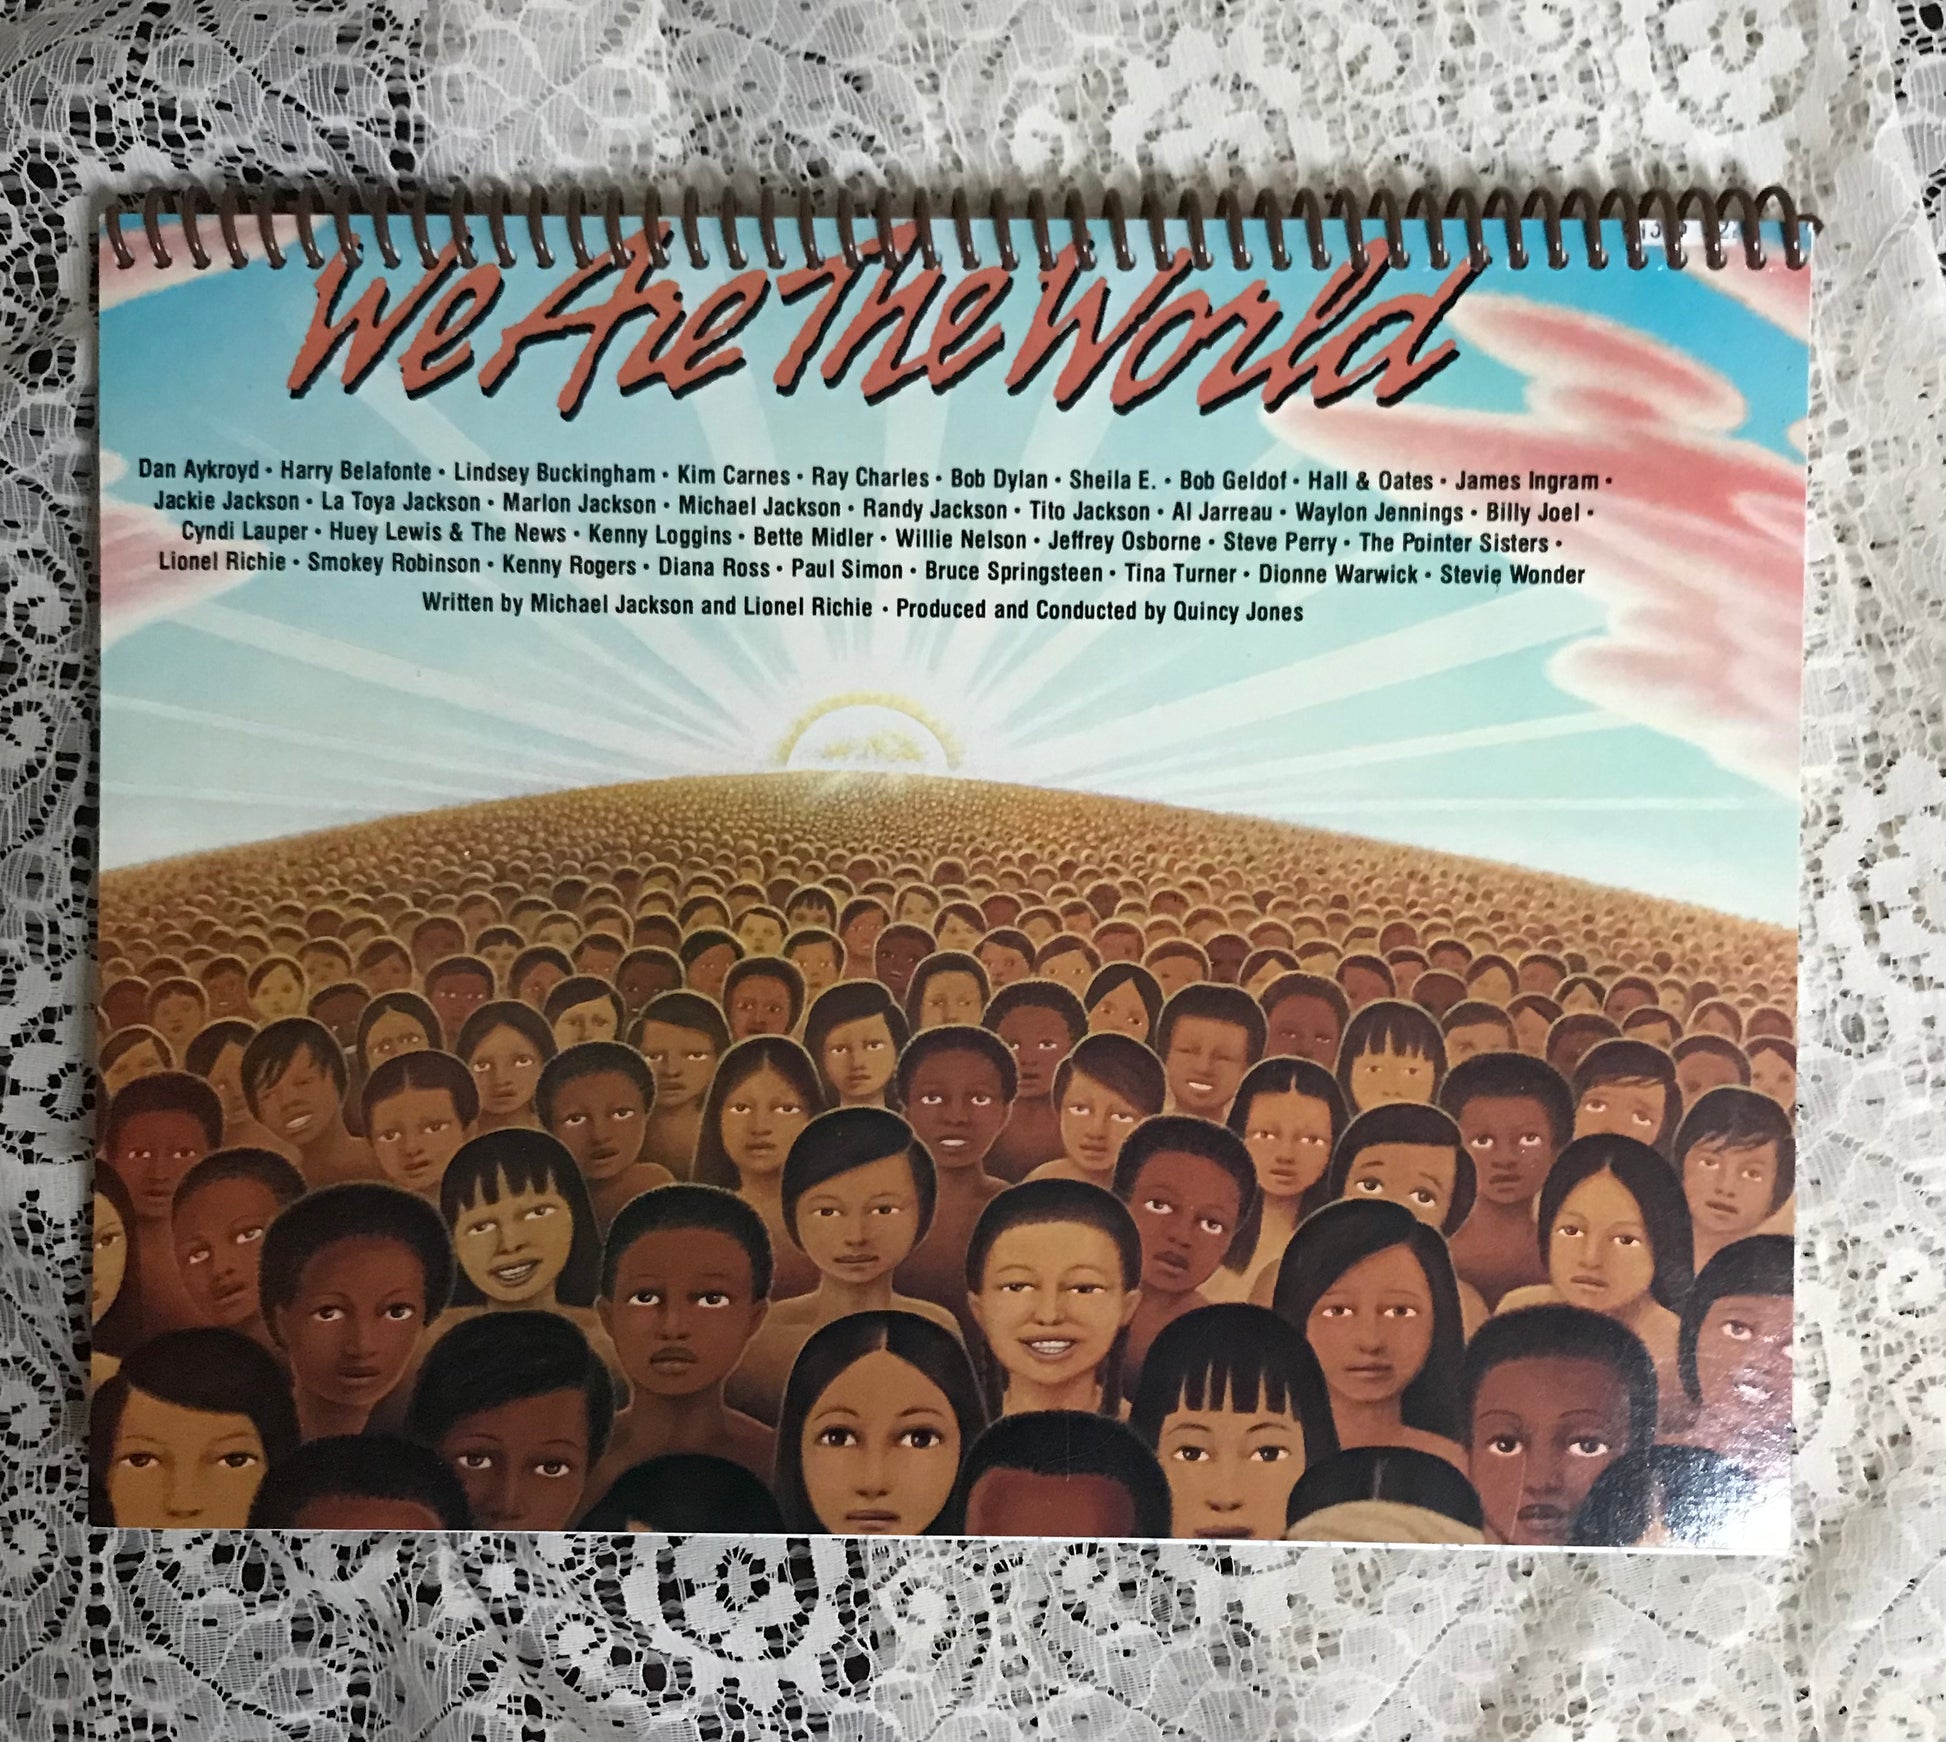 We Are The World
Dan Aykroyd • Harry Belafonte • Lindsey Buckingham • Kim Carnes • Ray Charles • Bob Dylan • Sheila E. • Bob Geldof • Hall & Oates • James Ingram •
Jackie Jackson • La Toya Jackson • Marlon Jackson • Michael Jackson • Randy Jackson • Tito Jackson • Al Jarreau • Waylon Jennings • Billy Joel •
Cyndi Lauper • Huey Lewis & The News • Kenny Loggins • Bette Midler • Willie Nelson • Jeffrey Osborne • Steve Perry • The Pointer Sisters •
Lionel Richie • Smokey Robinson • Kenny Rogers • Diana Ross • Paul Simon • Bruce Springsteen • Tina Turner • Dionne Warwick • Stevie Wonder
Written by Michael Jackson and Lionel Richie • Produced and Conducted by Quincy Jones